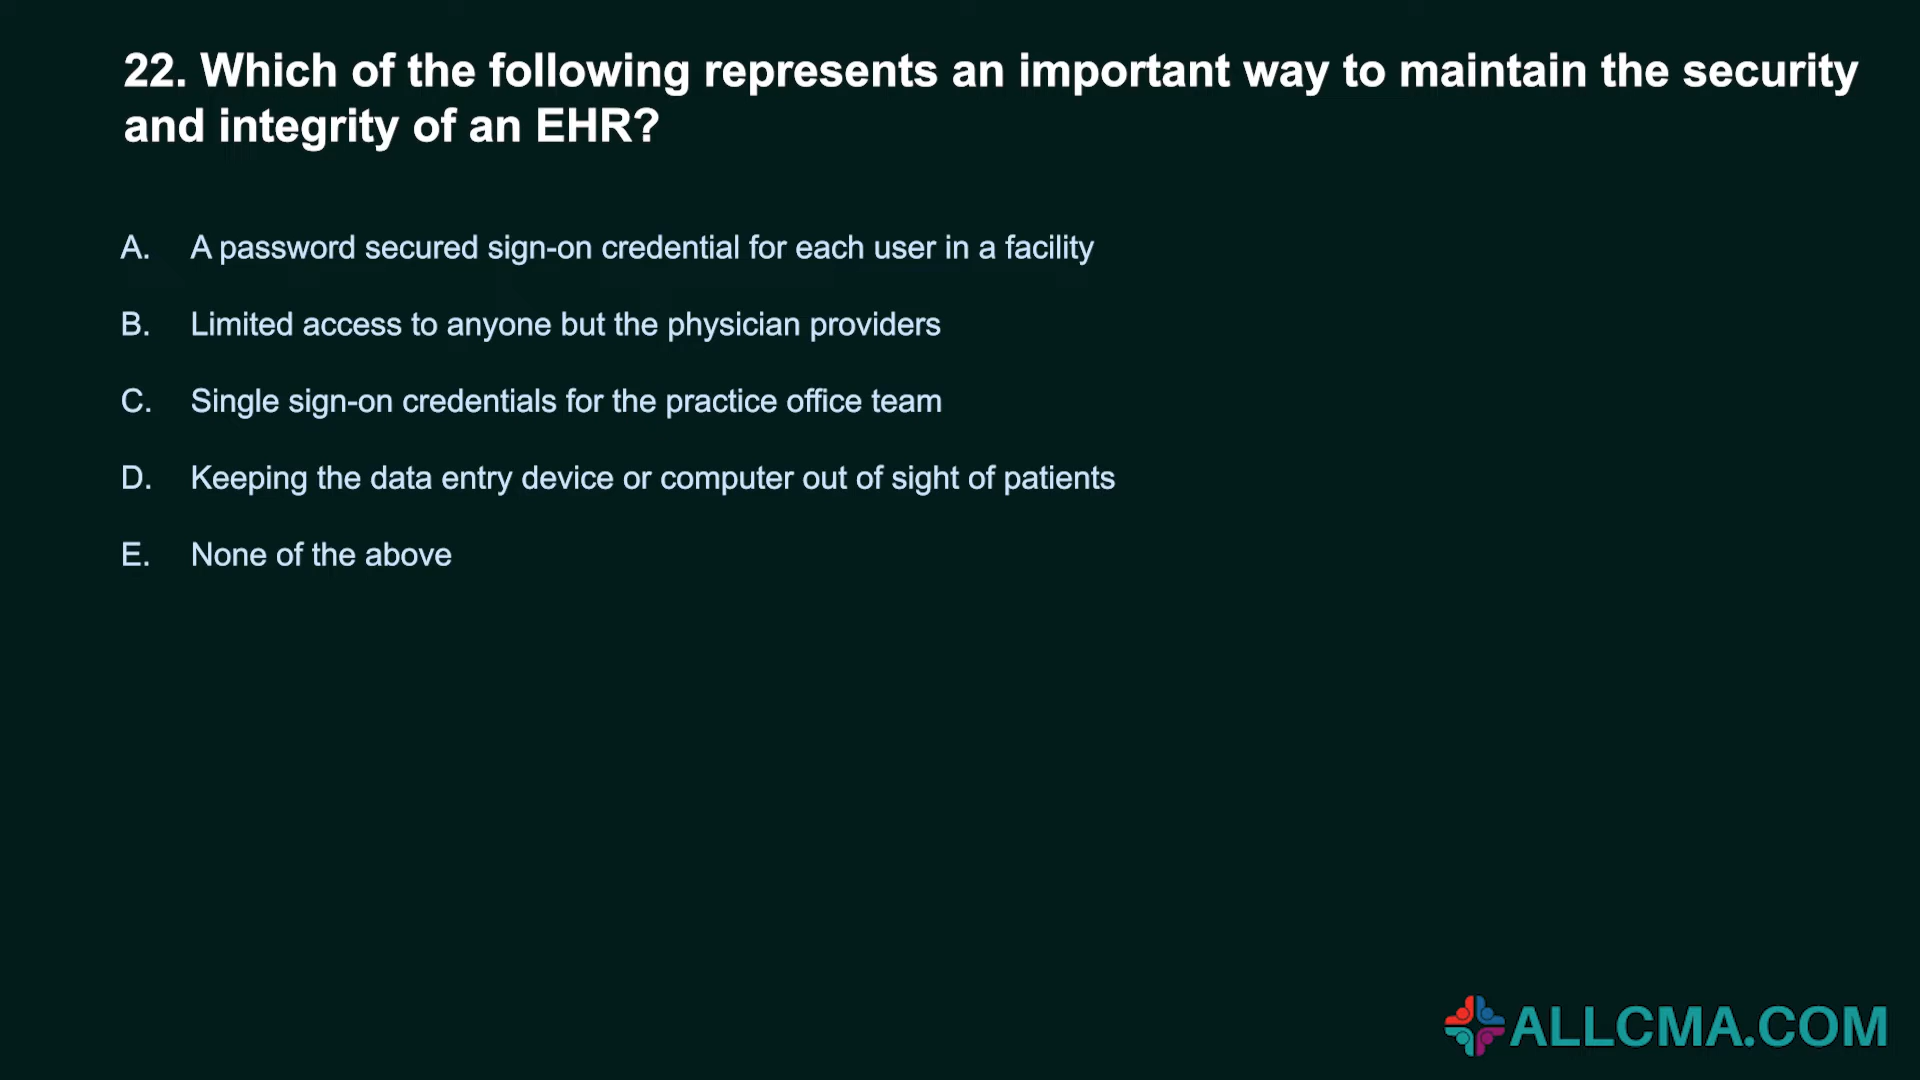 22. Which of the following represents an important way to maintain the security
and integrity of an EHR?
A. A password secured sign-on credential for each user in a facility
B. Limited access to anyone but the physician providers
C. Single sign-on credentials for the practice office team
D. Keeping the data entry device or computer out of sight of patients
E. None of the above
ALLCMA.COM